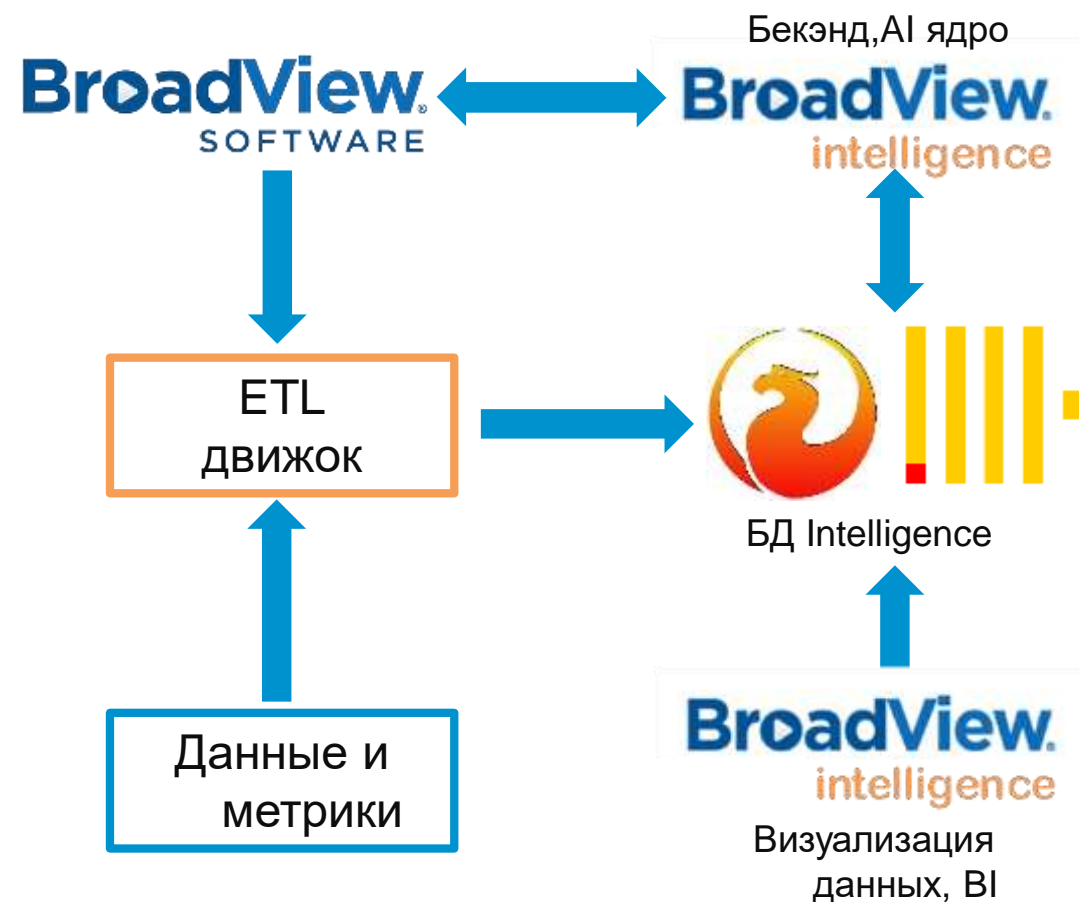 Бекэнд,AI ядро
BroadView®
SOFTWARE
BroadView®
intelligence
ETL
движок
БД Intelligence
Данные и
метрики
BroadView®
intelligence
Визуализация
данных, BI